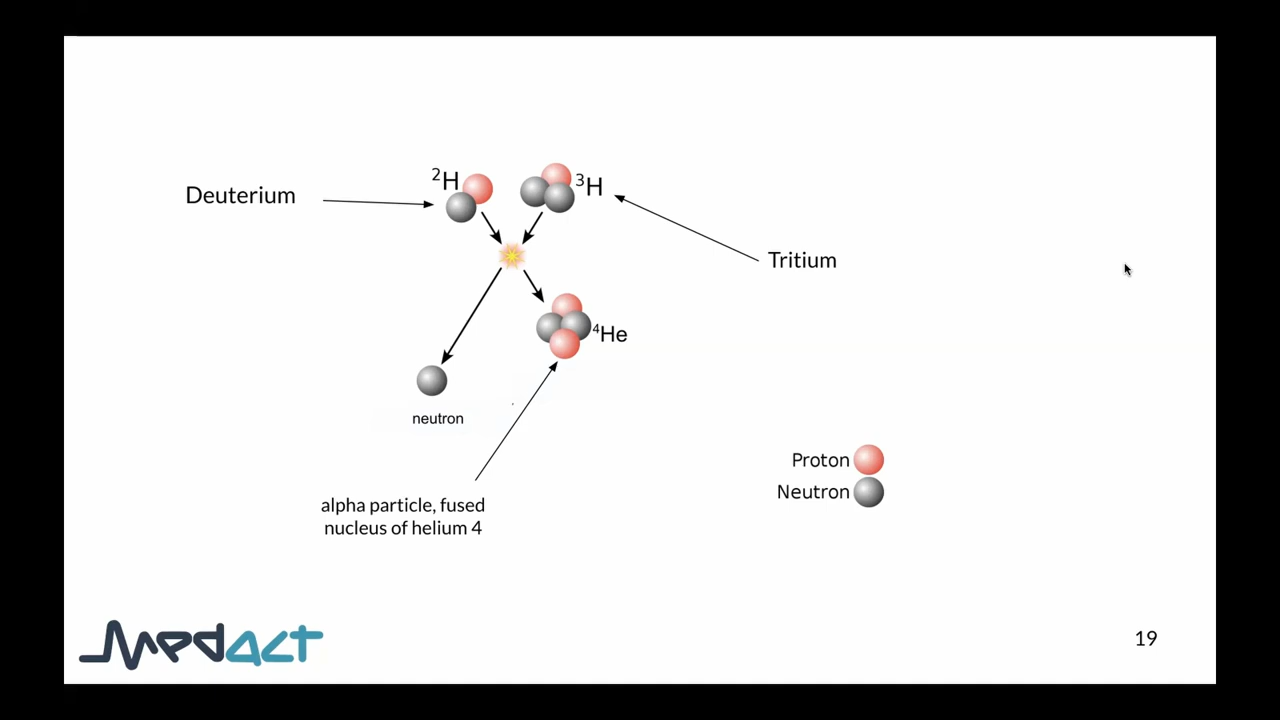 Deuterium
²H
³H
Tritium
⁴He
neutron
alpha particle, fused
nucleus of helium 4
Proton
Neutron
Medact
19